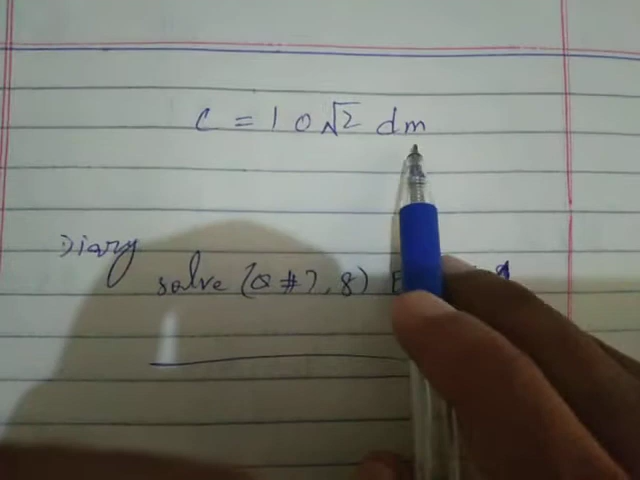 c = 10√2 dm
Diary
solve (Q #7, 8)